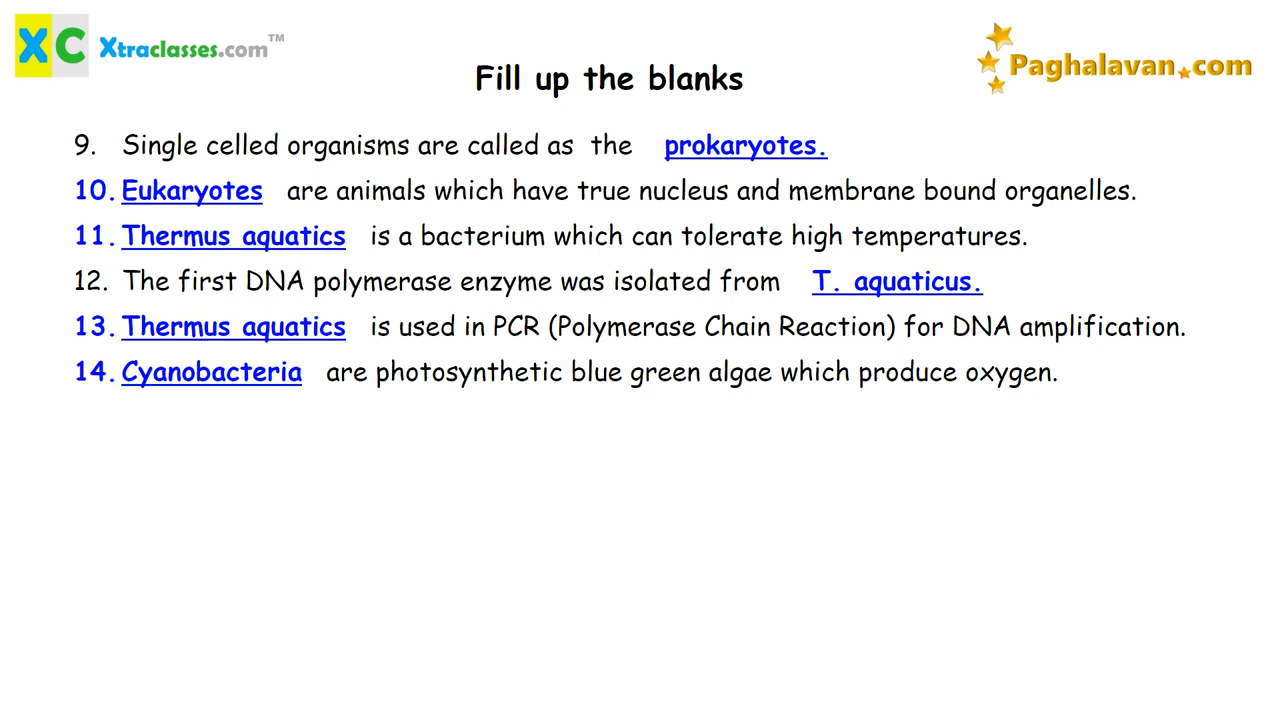 XC Xtraclasses.com™
Paghalavan.com
Fill up the blanks
9. Single celled organisms are called as the prokaryotes.
10. Eukaryotes are animals which have true nucleus and membrane bound organelles.
11. Thermus aquatics is a bacterium which can tolerate high temperatures.
12. The first DNA polymerase enzyme was isolated from T. aquaticus.
13. Thermus aquatics is used in PCR (Polymerase Chain Reaction) for DNA amplification.
14. Cyanobacteria are photosynthetic blue green algae which produce oxygen.